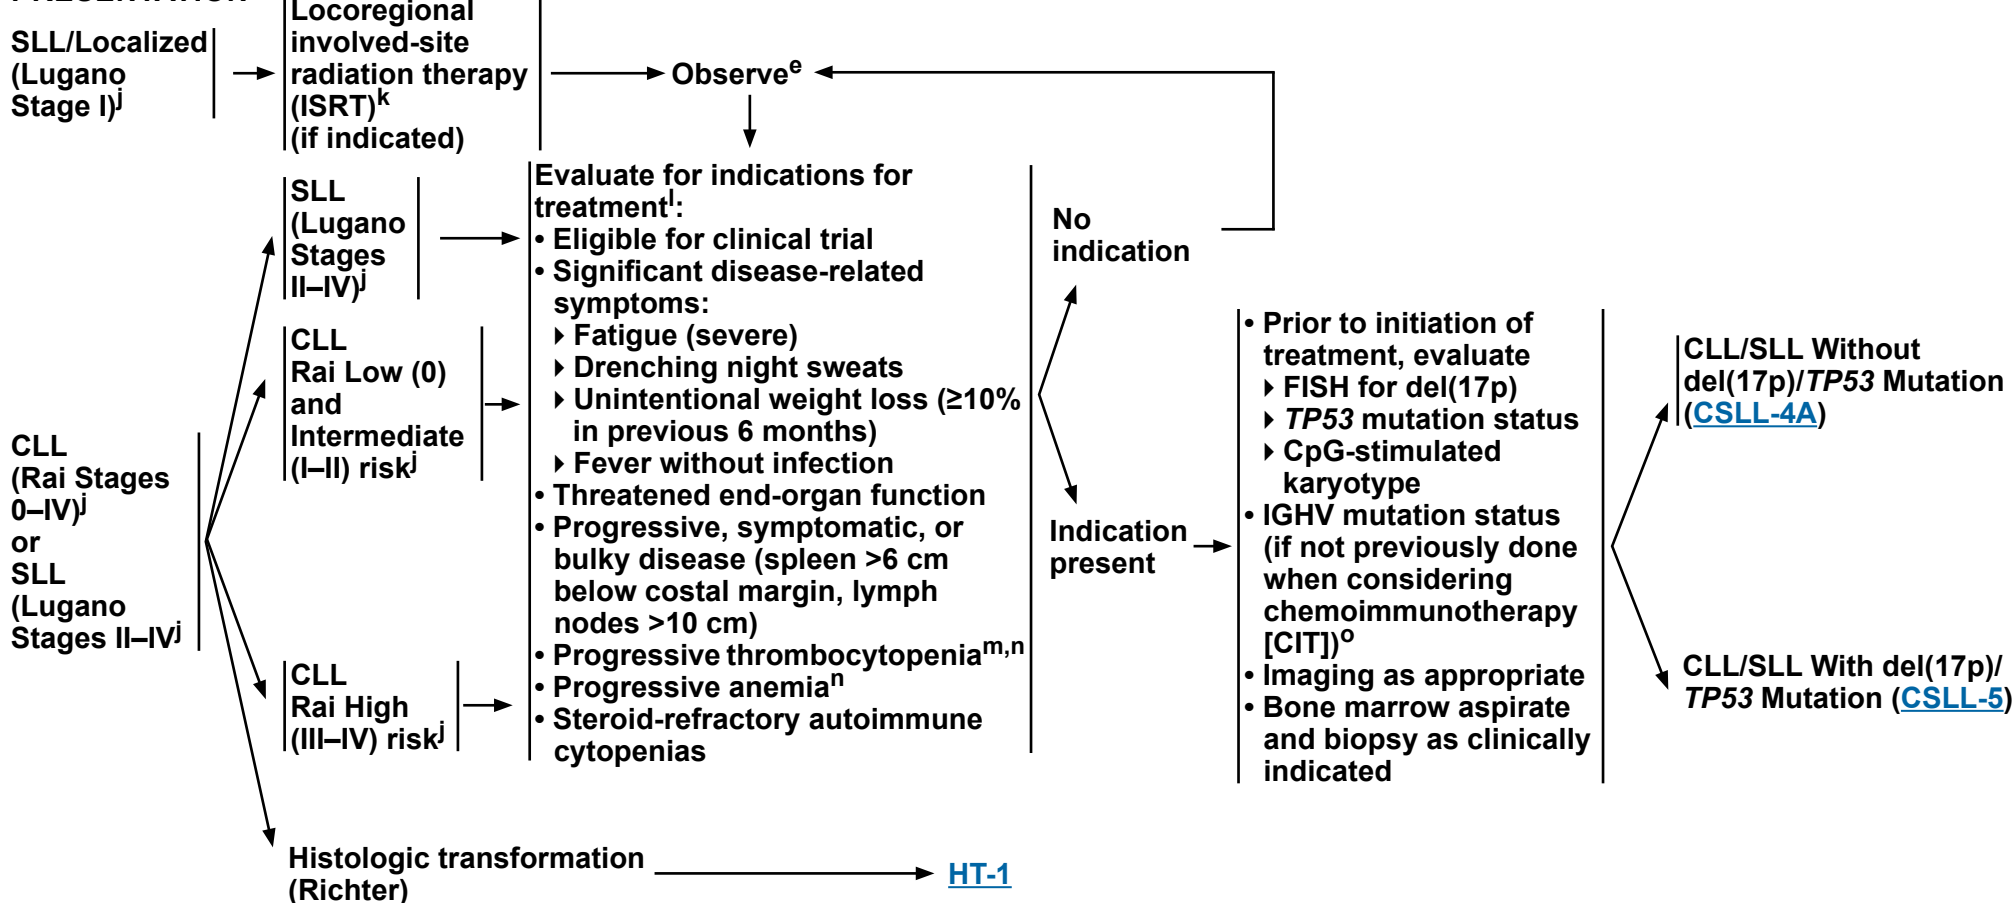 PRESENTATION
SLL/Localized
(Lugano
Stage I)j
Locoregional
involved-site
radiation therapy
(ISRT)k
(if indicated)
Observee
CLL
(Rai Stages
0–IV)j
or
SLL
(Lugano
Stages II–IVj
SLL
(Lugano
Stages
II–IV)j
CLL
Rai Low (0)
and
Intermediate
(I–II) riskj
CLL
Rai High
(III–IV) riskj
Histologic transformation
(Richter)
HT-1
Evaluate for indications for
treatmentl:
• Eligible for clinical trial
• Significant disease-related
symptoms:
Fatigue (severe)
Drenching night sweats
Unintentional weight loss (≥10%
in previous 6 months)
Fever without infection
• Threatened end-organ function
• Progressive, symptomatic, or
bulky disease (spleen >6 cm
below costal margin, lymph
nodes >10 cm)
• Progressive thrombocytopeniam,n
• Progressive anemian
• Steroid-refractory autoimmune
cytopenias
No
indication
Indication
present
• Prior to initiation of
treatment, evaluate
FISH for del(17p)
TP53 mutation status
CpG-stimulated
karyotype
• IGHV mutation status
(if not previously done
when considering
chemoimmunotherapy
[CIT])o
• Imaging as appropriate
• Bone marrow aspirate
and biopsy as clinically
indicated
CLL/SLL Without
del(17p)/TP53 Mutation
(CSLL-4A)
CLL/SLL With del(17p)/
TP53 Mutation (CSLL-5)